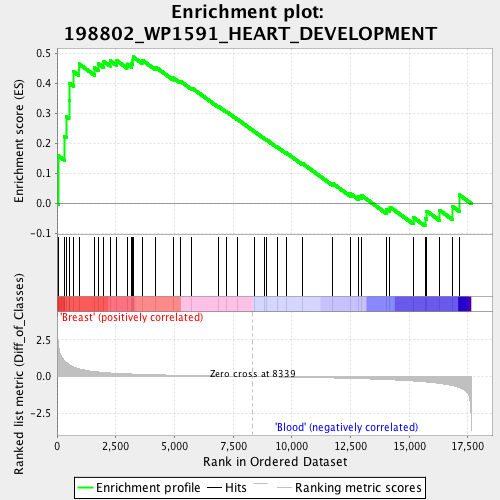 Enrichment plot:
198802_WP1591_HEART_DEVELOPMENT
Enrichment score (ES)
0.5
0.4
0.3
0.2
0.1
0.0
-0.1
'Breast' (positively correlated)
Ranked list metric (Diff_of_Classes)
2.5
0.0
-2.5
Zero cross at 8339
'Blood' (negatively correlated)
0 2,500 5,000 7,500 10,000 12,500 15,000 17,500
Rank in Ordered Dataset
Enrichment profile Hits Ranking metric scores